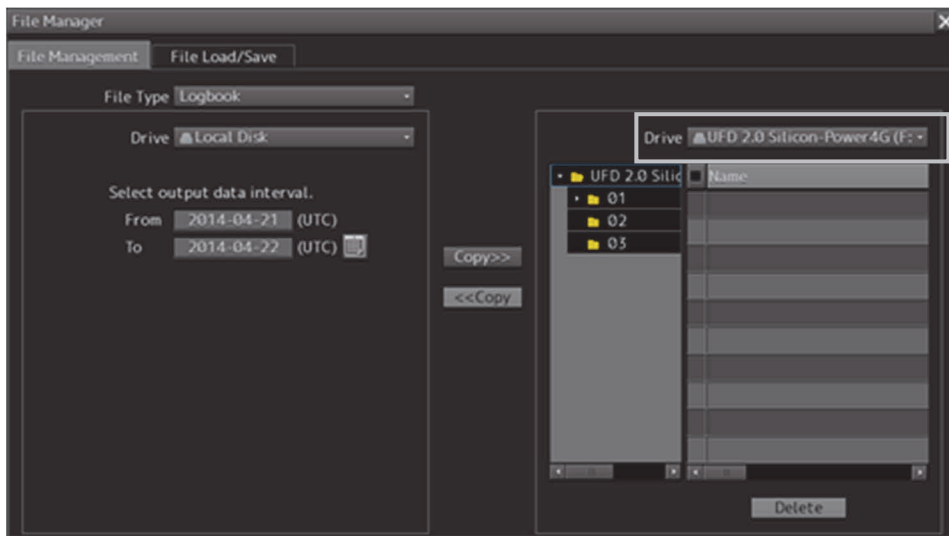 File Manager
File Management File Load/Save
File Type Logbook
Drive Local Disk
Drive UFD 2.0 Silicon-Power4G (F:
Select output data interval.
From 2014-04-21 (UTC)
To 2014-04-22 (UTC)
Copy>>
<<Copy
UFD 2.0 Silic
01
02
03
Name
Delete